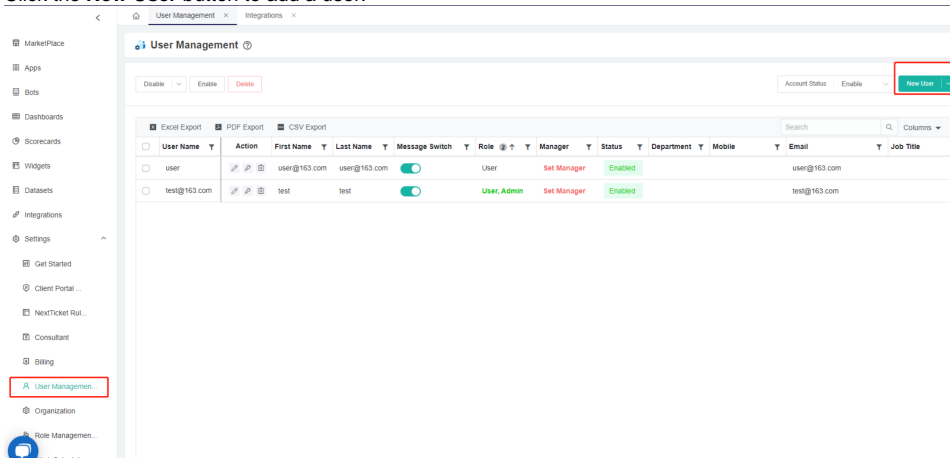 Click the New User button to add a user.
User Management × Integrations ×
MarketPlace
Apps
Bots
Dashboards
Scorecards
Widgets
Datasets
Integrations
Settings
Get Started
Client Portal ...
NextTicket Rul...
Consultant
Billing
User Managemen...
Organization
Role Managemen...
User Management
Disable Enable Delete
Account Status Enable New User
Excel Export PDF Export CSV Export Search Columns
User Name Action First Name Last Name Message Switch Role 2 Manager Status Department Mobile Email Job Title
user user@163.com user@163.com User Set Manager Enabled user@163.com
test@163.com test test User, Admin Set Manager Enabled test@163.com